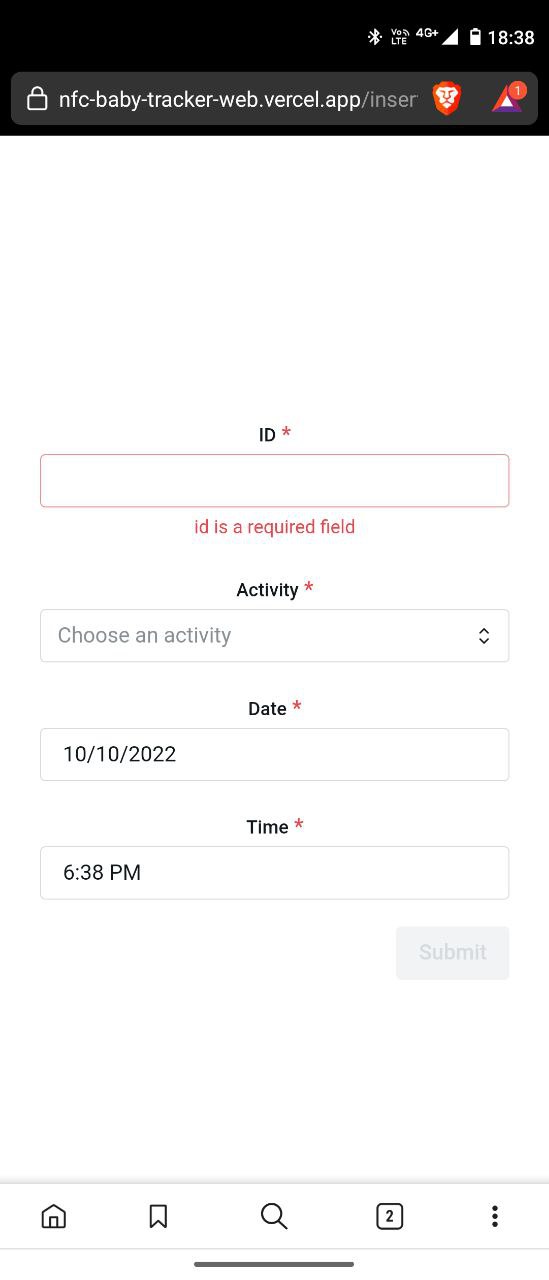 Vo)) LTE 4G+ 18:38
nfc-baby-tracker-web.vercel.app/inser
1
ID *
id is a required field
Activity *
Choose an activity
Date *
10/10/2022
Time *
6:38 PM
Submit
2